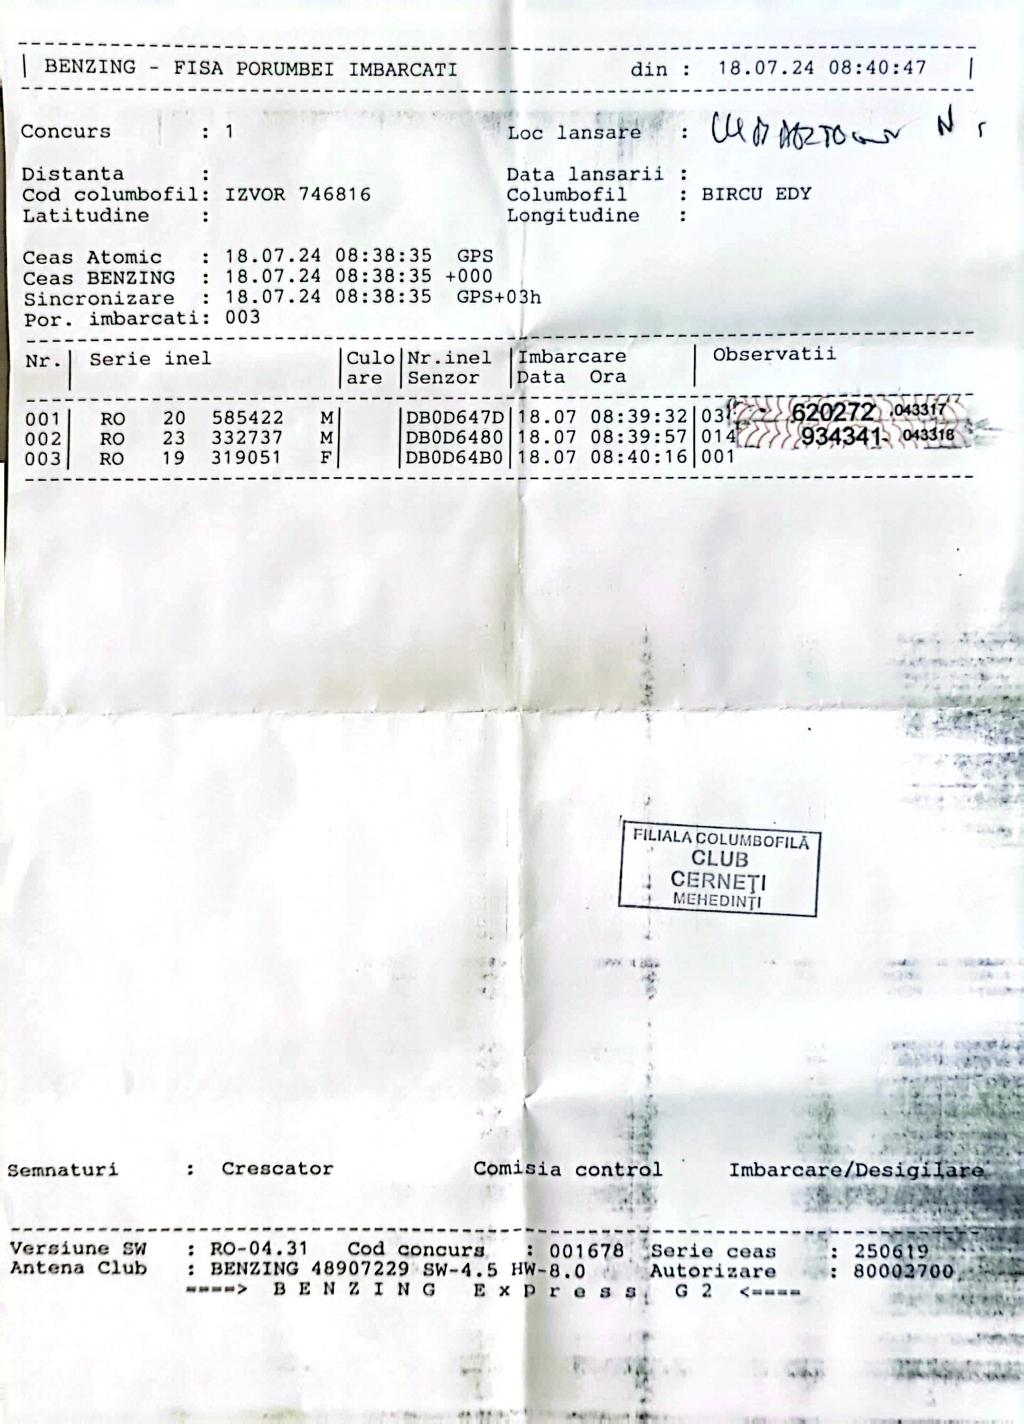 BENZING - FISA PORUMBEI IMBARCATI din : 18.07.24 08:40:47
Concurs : 1 Loc lansare :
Distanta : Data lansarii :
Cod columbofil: IZVOR 746816 Columbofil : BIRCU EDY
Latitudine : Longitudine :
Ceas Atomic : 18.07.24 08:38:35 GPS
Ceas BENZING : 18.07.24 08:38:35 +000
Sincronizare : 18.07.24 08:38:35 GPS+03h
Por. imbarcati: 003
Nr.| Serie inel |Culo|Nr.inel |Imbarcare | Observatii
| |are |Senzor |Data Ora |
001| RO 20 585422 M| |DB0D647D|18.07 08:39:32| 620272 .043317
002| RO 23 332737 M| |DB0D6480|18.07 08:39:57|014 934341- 043318
003| RO 19 319051 F| |DB0D64B0|18.07 08:40:16|001
FILIALA COLUMBOFILĂ
CLUB
CERNEȚI
MEHEDINȚI
Semnaturi : Crescator Comisia control Imbarcare/Desigilare
Versiune SW : RO-04.31 Cod concurs : 001678 Serie ceas : 250619
Antena Club : BENZING 48907229 SW-4.5 HW-8.0 Autorizare : 80002700
====> B E N Z I N G E x p r e s s G 2 <====